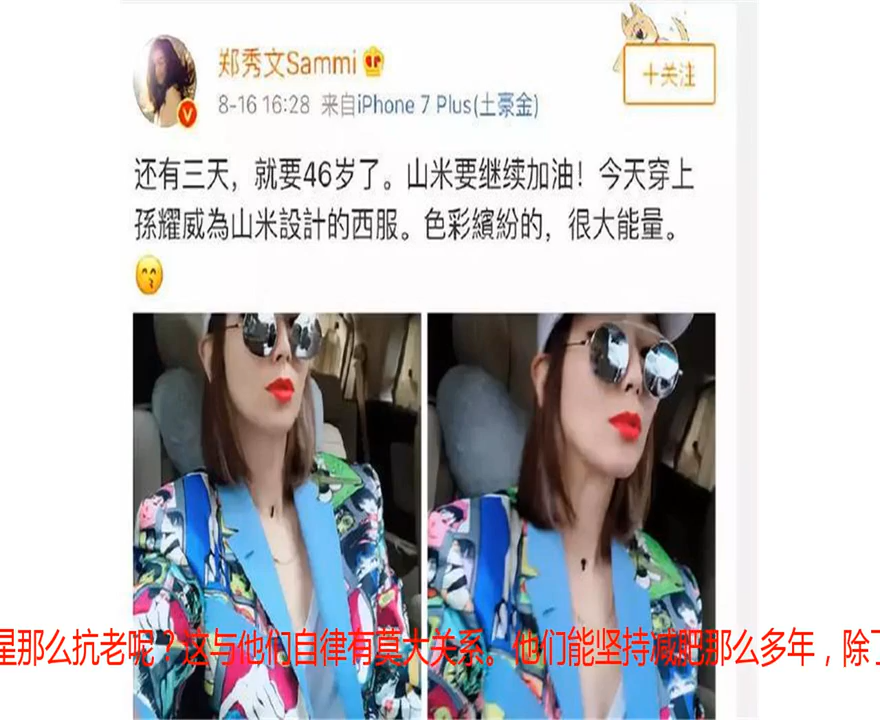 郑秀文Sammi
十关注
8-16 16:28 来自iPhone 7 Plus(土豪金)
还有三天，就要46岁了。山米要继续加油！今天穿上
孫耀威為山米設計的西服。色彩繽紛的，很大能量。
星那么抗老呢？这与他们自律有莫大关系。他们能坚持减肥那么多年，除了